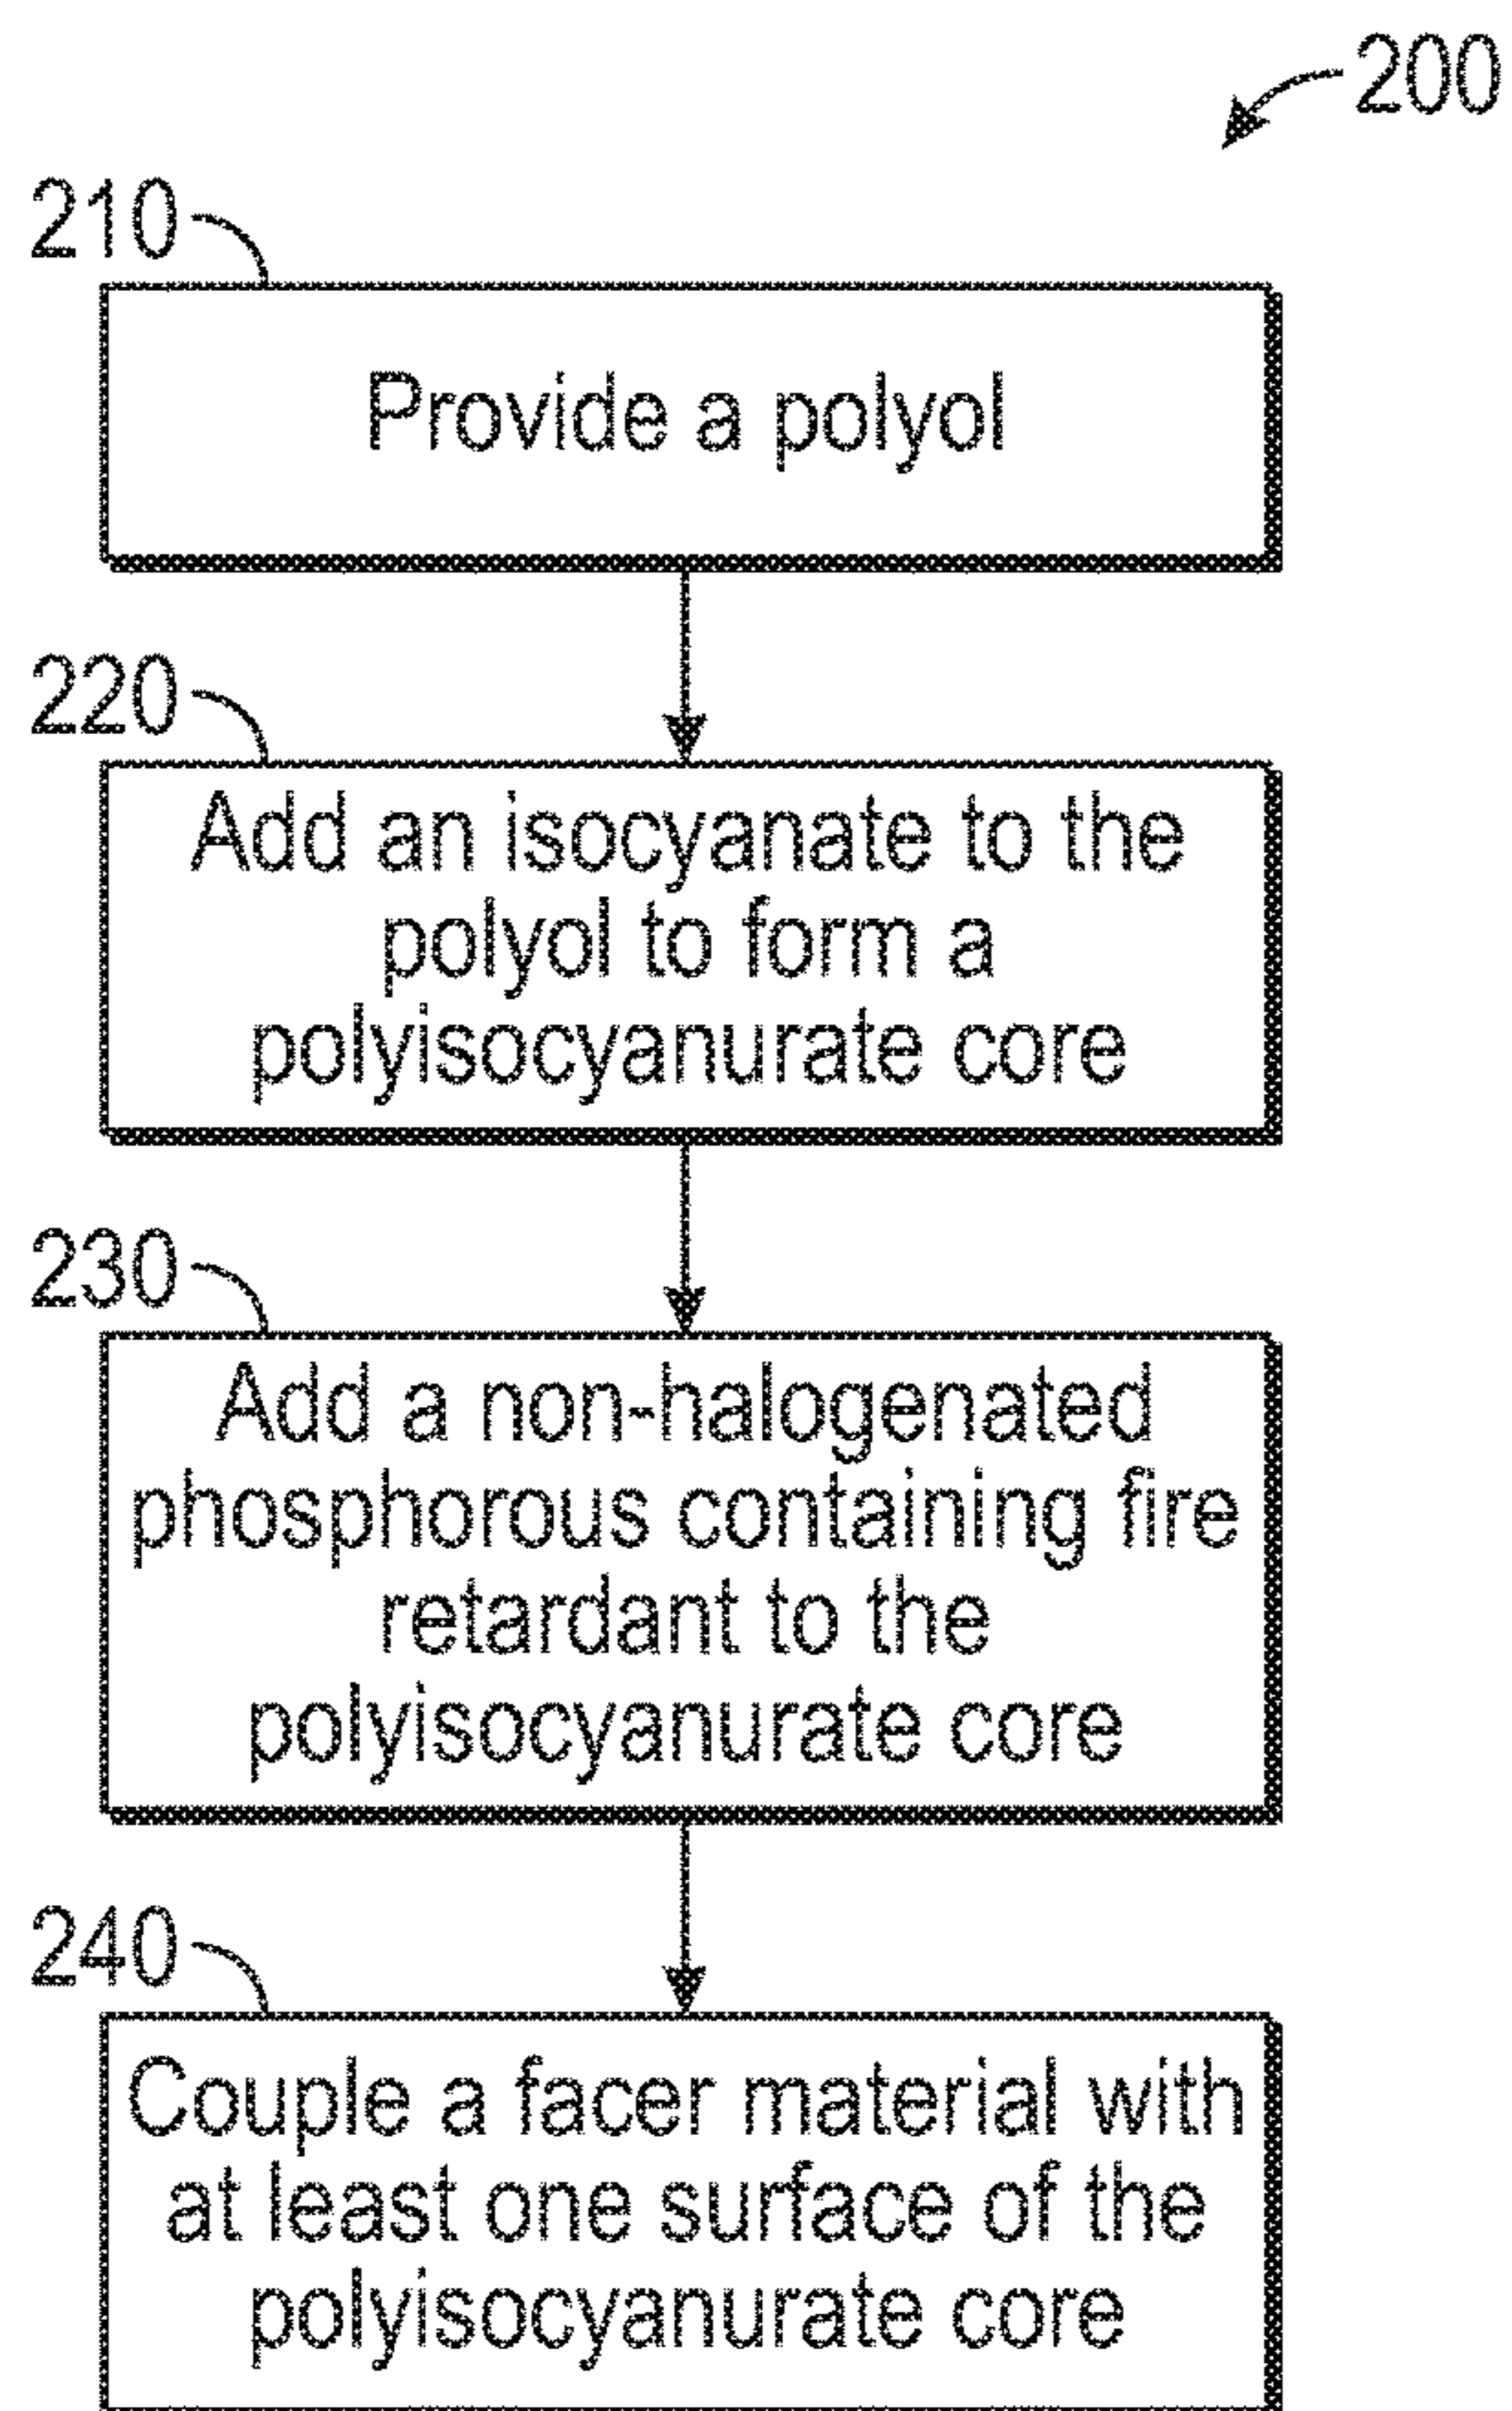 200
210
Provide a polyol
220
Add an isocyanate to the
polyol to form a
polyisocyanurate core
230
Add a non-halogenated
phosphorous containing fire
retardant to the
polyisocyanurate core
240
Couple a facer material with
at least one surface of the
polyisocyanurate core